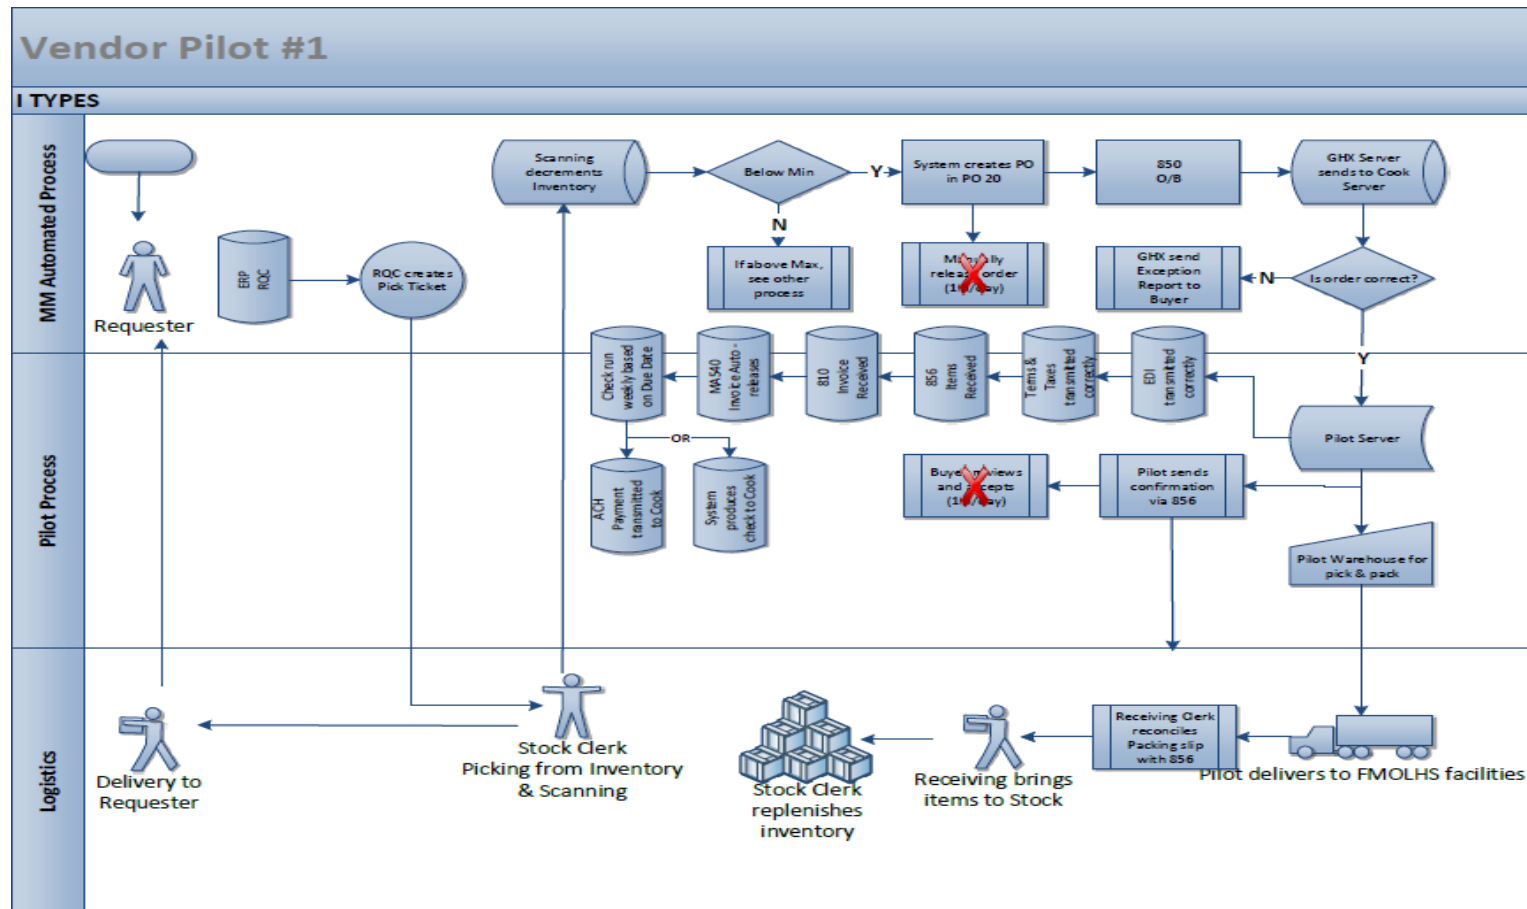 Vendor Pilot #1
I TYPES
MM Automated Process
Requester
ERP
RQC
RQC creates
Pick Ticket
Scanning
decrements
Inventory
Below Min
Y
N
If above Max,
see other
process
System creates PO
in PO 20
order
850
O/B
GHX Server
sends to Cook
Server
Is order correct?
N
GHX send
Exception
Report to
Buyer
Y
Pilot Process
Check run
weekly based
on Due Date
MA540
Invoice Auto -
releases
810
Invoice
Received
856
Items
Received
Terms &
Taxes
transmitted
correctly
EDI
transmitted
correctly
Pilot Server
OR
ACH
Payment
transmitted
to Cook
System
produces
check to Cook
Pilot sends
confirmation
via 856
Pilot Warehouse for
pick & pack
Logistics
Delivery to
Requester
Stock Clerk
Picking from Inventory
& Scanning
Stock Clerk
replenishes
inventory
Receiving brings
items to Stock
Receiving Clerk
reconciles
Packing slip
with 856
Pilot delivers to FMOLHS facilities